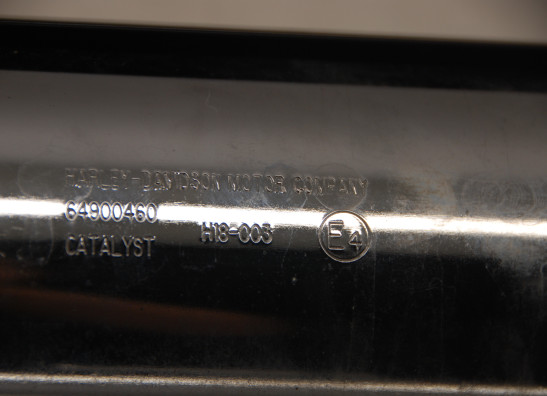 HARLEY-DAVIDSON MOTOR COMPANY
64900460 H18-003 E4
CATALYST